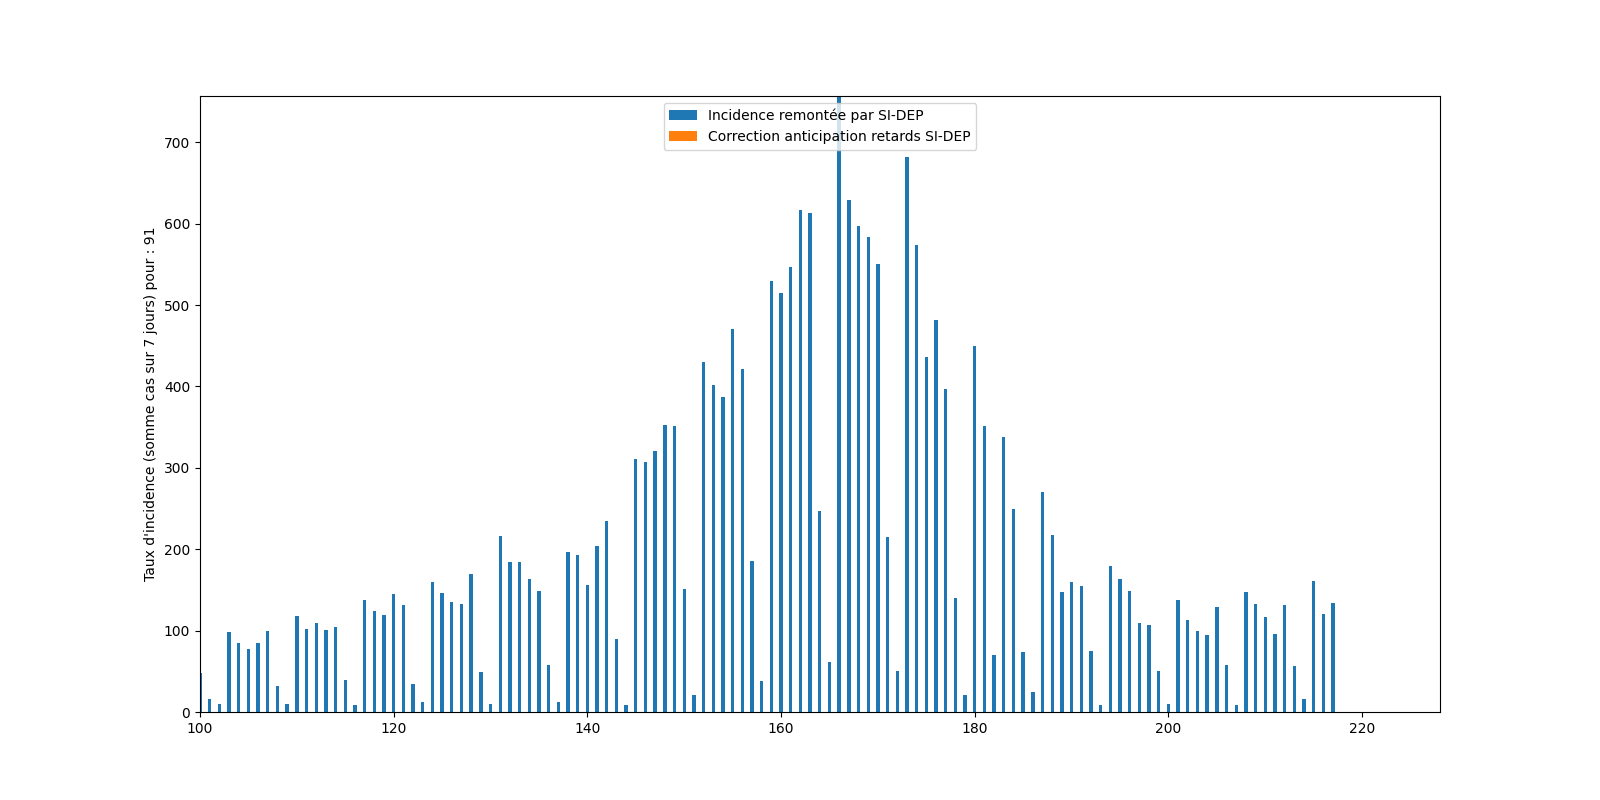 Incidence remontée par SI-DEP
Correction anticipation retards SI-DEP
Taux d'incidence (somme cas sur 7 jours) pour : 91
700
600
500
400
300
200
100
0
100 120 140 160 180 200 220